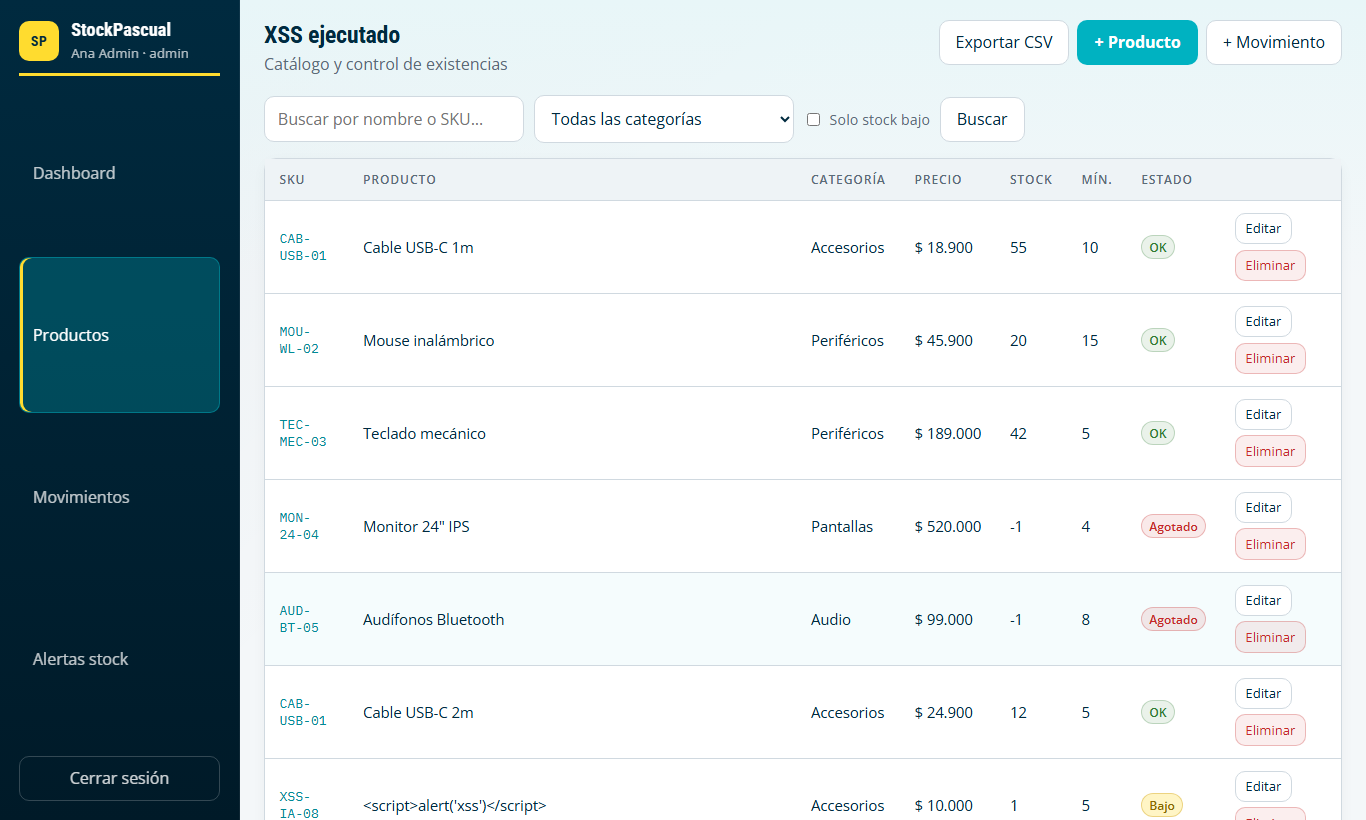 SP
StockPascual
Ana Admin · admin
Dashboard
Productos
Movimientos
Alertas stock
Cerrar sesión
XSS ejecutado
Catálogo y control de existencias
Exportar CSV
+ Producto
+ Movimiento
Buscar por nombre o SKU...
Todas las categorías
Solo stock bajo
Buscar
SKU PRODUCTO CATEGORÍA PRECIO STOCK MÍN. ESTADO
CAB-
USB-01
Cable USB-C 1m Accesorios $ 18.900 55 10 OK
Editar
Eliminar
MOU-
WL-02
Mouse inalámbrico Periféricos $ 45.900 20 15 OK
Editar
Eliminar
TEC-
MEC-03
Teclado mecánico Periféricos $ 189.000 42 5 OK
Editar
Eliminar
MON-
24-04
Monitor 24" IPS Pantallas $ 520.000 -1 4 Agotado
Editar
Eliminar
AUD-
BT-05
Audífonos Bluetooth Audio $ 99.000 -1 8 Agotado
Editar
Eliminar
CAB-
USB-01
Cable USB-C 2m Accesorios $ 24.900 12 5 OK
Editar
Eliminar
XSS-
IA-08
<script>alert('xss')</script> Accesorios $ 10.000 1 5 Bajo
Editar